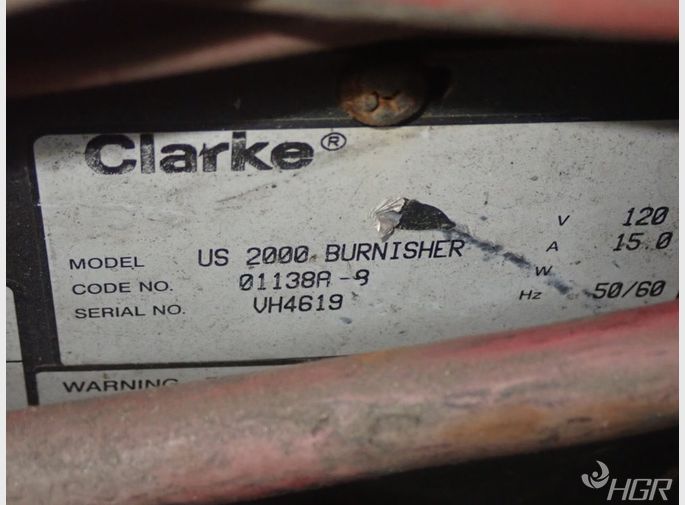 Clarke®
MODEL US 2000 BURNISHER
CODE NO. 01138A-
SERIAL NO. VH4619
V 120
A 15.0
W
Hz 50/60
WARNING
HGR